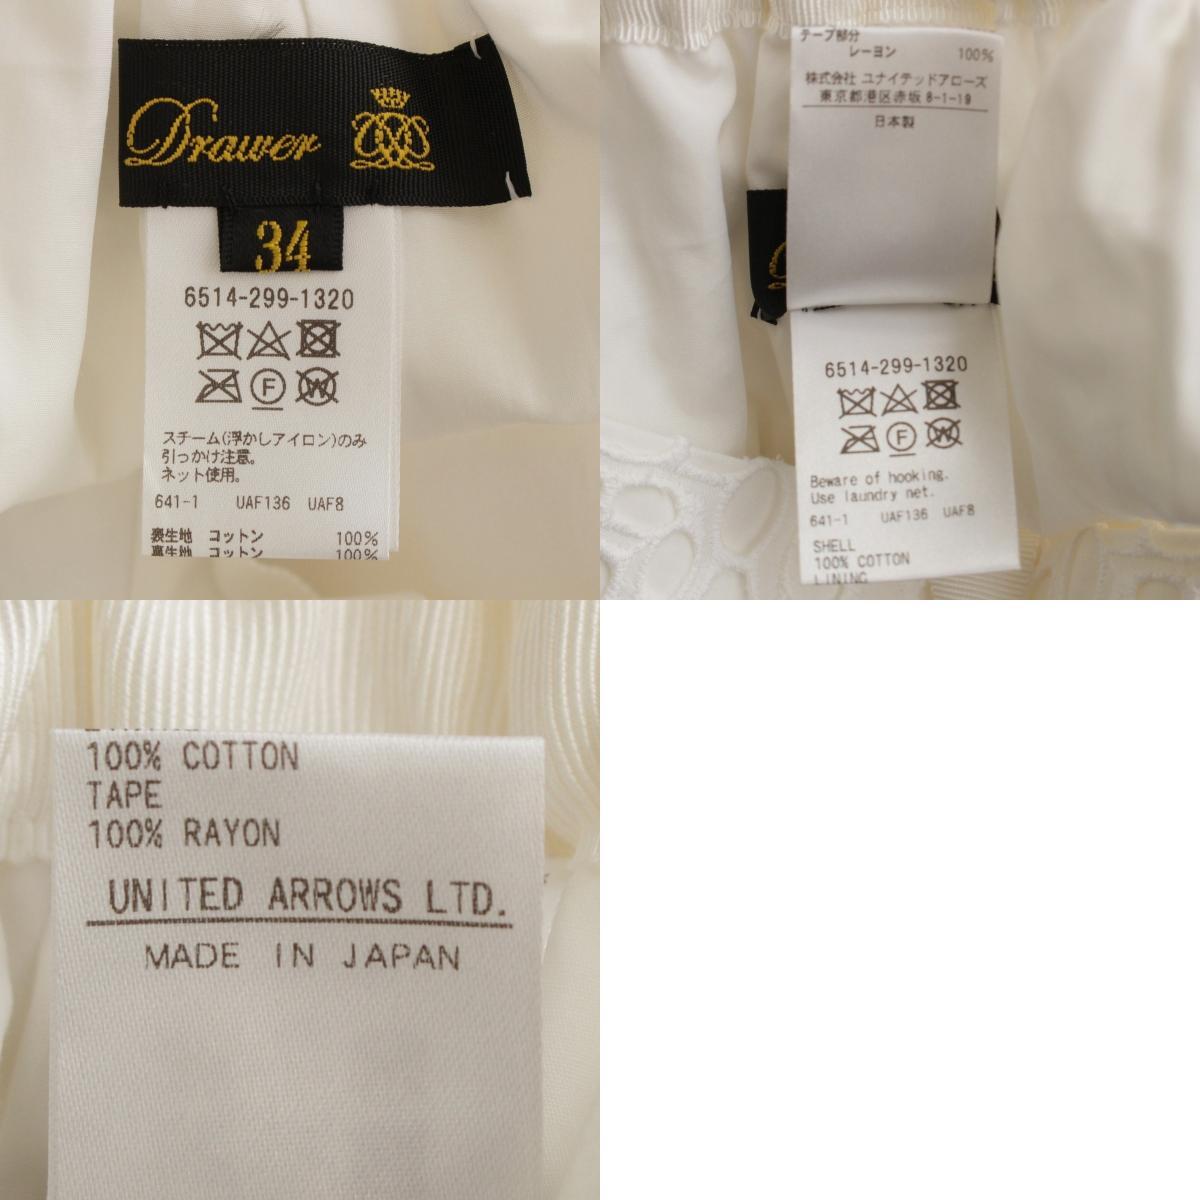 Drawer
34
6514-299-1320
F W
スチーム(浮かしアイロン)のみ
引っかけ注意。
ネット使用。
641-1 UAF136 UAF8
表生地 コットン 100%
裏生地 コットン 100%
テープ部分
レーヨン 100%
株式会社 ユナイテッドアローズ
東京都港区赤坂 8-1-19
日本製
6514-299-1320
F W
Beware of hooking.
Use laundry net.
641-1 UAF136 UAF8
SHELL
100% COTTON
LINING
100% COTTON
TAPE
100% RAYON
UNITED ARROWS LTD.
MADE IN JAPAN